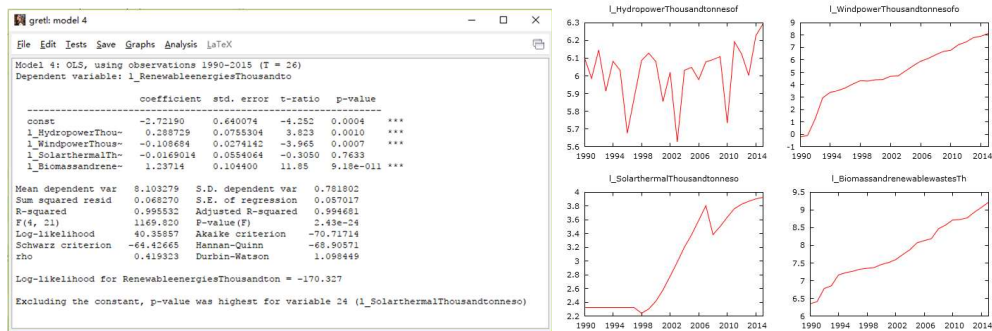 gretl: model 4
File Edit Tests Save Graphs Analysis LaTeX
Model 4: OLS, using observations 1990-2015 (T = 26)
Dependent variable: l_RenewableenergiesThousandto
coefficient std. error t-ratio p-value
const -2.72190 0.640074 -4.252 0.0004 ***
l_HydropowerThou~ 0.288729 0.0755304 3.823 0.0010 ***
l_WindpowerThous~ -0.108684 0.0274142 -3.965 0.0007 ***
l_SolarthermalTh~ -0.0169014 0.0554064 -0.3050 0.7633
l_Biomassandrene~ 1.23714 0.104400 11.85 9.18e-011 ***
Mean dependent var 8.103279 S.D. dependent var 0.781802
Sum squared resid 0.068270 S.E. of regression 0.057017
R-squared 0.995532 Adjusted R-squared 0.994681
F(4, 21) 1169.820 P-value(F) 2.43e-24
Log-likelihood 40.35857 Akaike criterion -70.71714
Schwarz criterion -64.42665 Hannan-Quinn -68.90571
rho 0.419323 Durbin-Watson 1.098449
Log-likelihood for RenewableenergiesThousandton = -170.327
Excluding the constant, p-value was highest for variable 24 (l_SolarthermalThousandtonneso)
l_HydropowerThousandtonnesof
6.3
6.2
6.1
6
5.9
5.8
5.7
5.6
1990 1994 1998 2002 2006 2010 2014
l_WindpowerThousandtonnesofo
9
8
7
6
5
4
3
2
1
0
-1
1990 1994 1998 2002 2006 2010 2014
l_SolarthermalThousandtonneso
4
3.8
3.6
3.4
3.2
3
2.8
2.6
2.4
2.2
1990 1994 1998 2002 2006 2010 2014
l_BiomassandrenewablewastesTh
9.5
9
8.5
8
7.5
7
6.5
6
1990 1994 1998 2002 2006 2010 2014